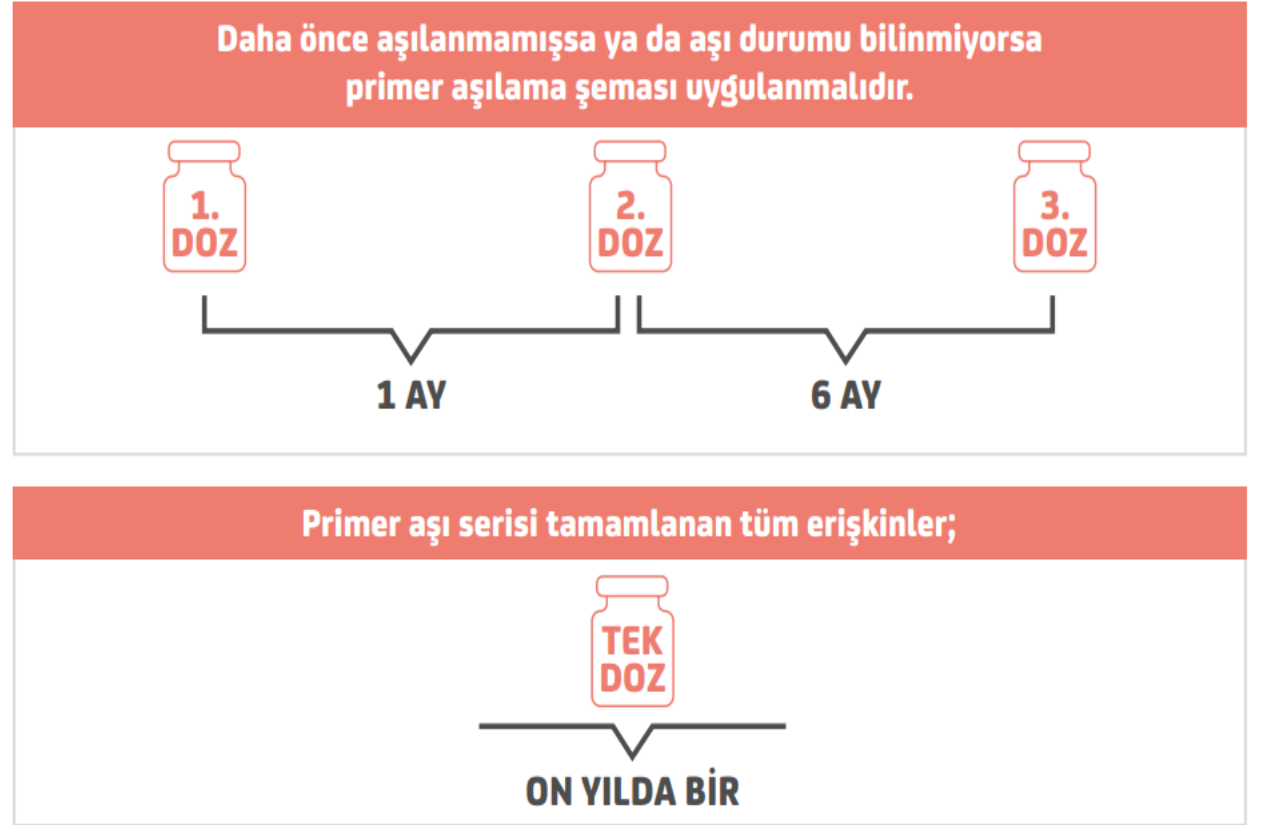 Daha önce aşılanmamışsa ya da aşı durumu bilinmiyorsa
primer aşılama şeması uygulanmalıdır.
1.
DOZ
2.
DOZ
3.
DOZ
1 AY
6 AY
Primer aşı serisi tamamlanan tüm erişkinler;
TEK
DOZ
ON YILDA BİR